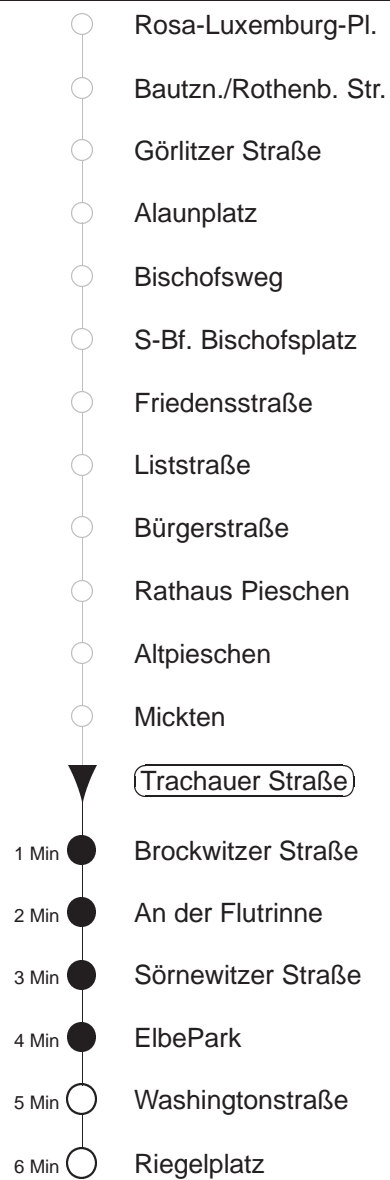 Rosa-Luxemburg-Pl.
Bautzn./Rothenb. Str.
Görlitzer Straße
Alaunplatz
Bischofsweg
S-Bf. Bischofsplatz
Friedensstraße
Liststraße
Bürgerstraße
Rathaus Pieschen
Altpieschen
Mickten
Trachauer Straße
1 Min Brockwitzer Straße
2 Min An der Flutrinne
3 Min Sörnewitzer Straße
4 Min ElbePark
5 Min Washingtonstraße
6 Min Riegelplatz